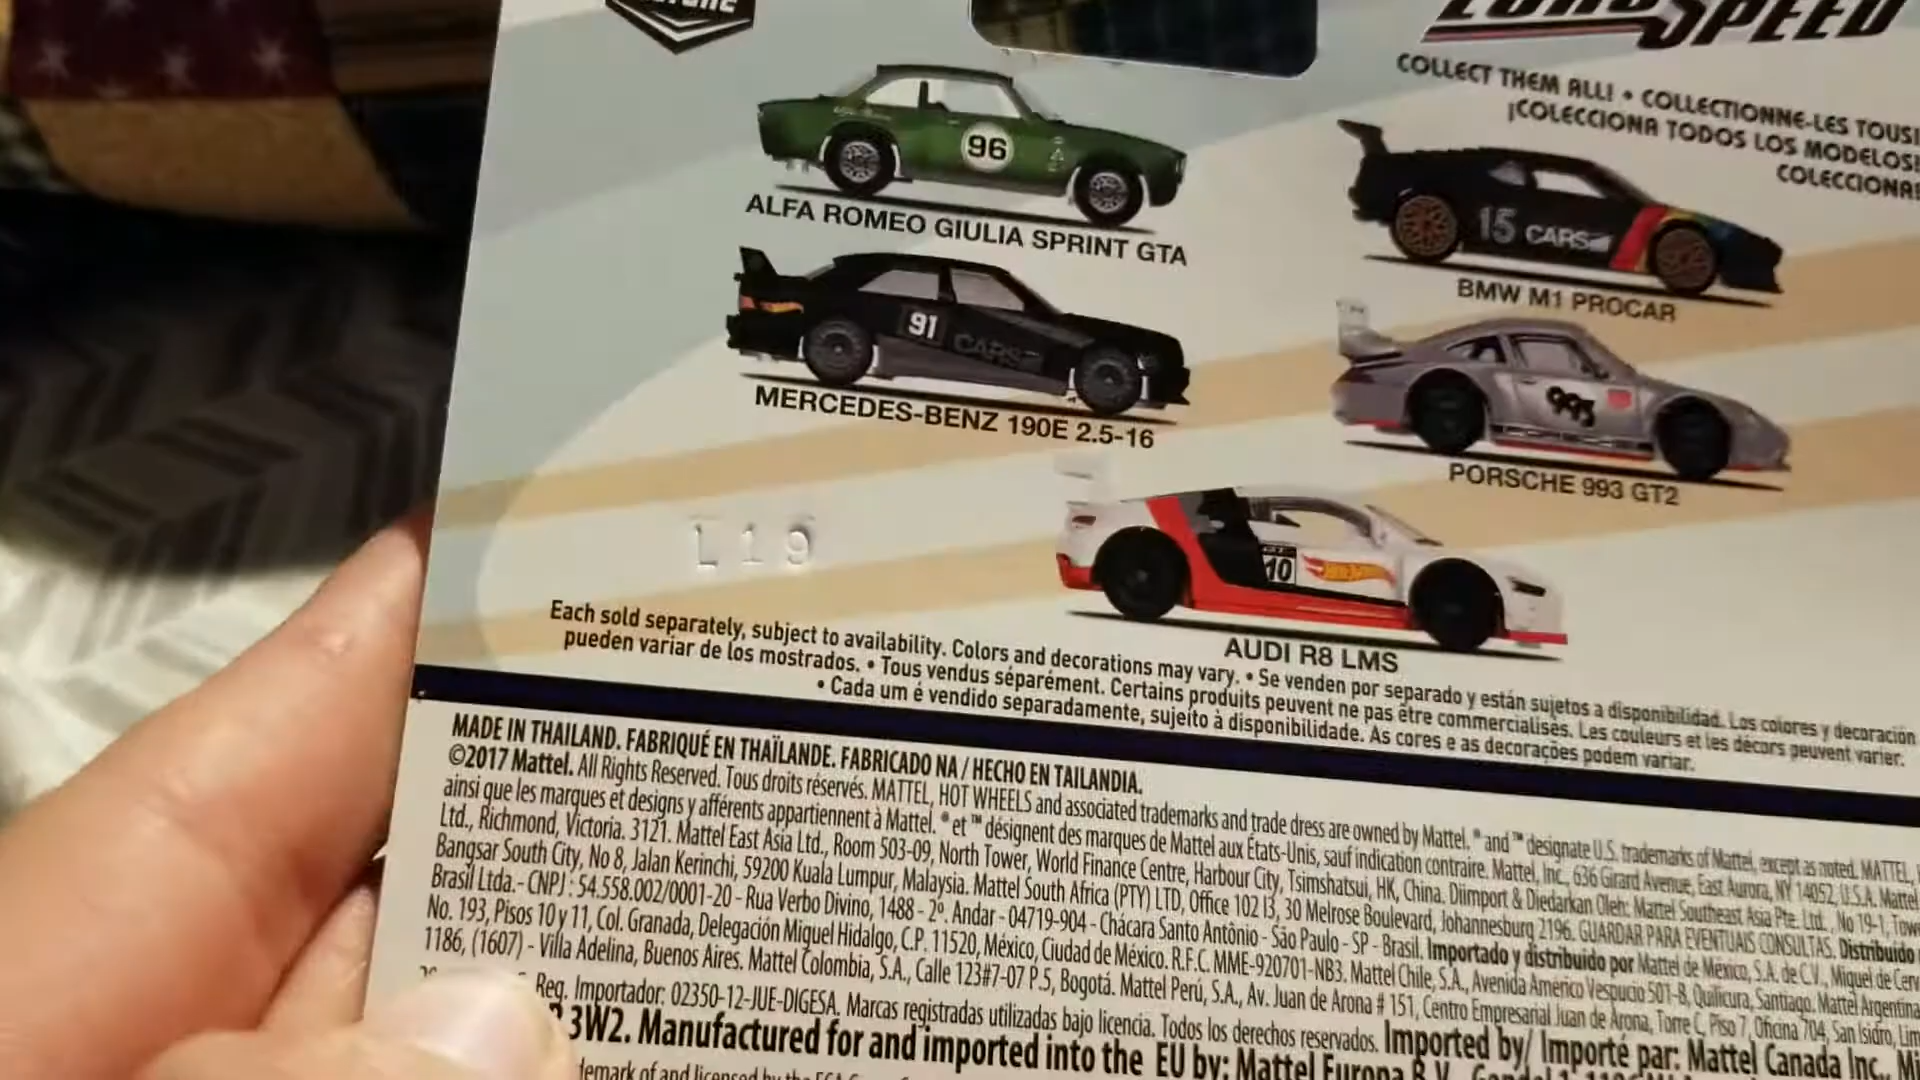 EURO SPEED
COLLECT THEM ALL! • COLLECTIONNE-LES TOUS!
¡COLECCIONA TODOS LOS MODELOS!
COLECCIONA
96
ALFA ROMEO GIULIA SPRINT GTA
15 CARS
BMW M1 PROCAR
91 CARS
MERCEDES-BENZ 190E 2.5-16
993
PORSCHE 993 GT2
L19
10
AUDI R8 LMS
Each sold separately, subject to availability. Colors and decorations may vary. • Se venden por separado y están sujetos a disponibilidad. Los colores y decoración
pueden variar de los mostrados. • Tous vendus séparément. Certains produits peuvent ne pas être commercialisés. Les couleurs et les décors peuvent varier.
• Cada um é vendido separadamente, sujeito à disponibilidade. As cores e as decorações podem variar.
MADE IN THAILAND. FABRIQUÉ EN THAÏLANDE. FABRICADO NA / HECHO EN TAILANDIA.
©2017 Mattel. All Rights Reserved. Tous droits réservés. MATTEL, HOT WHEELS and associated trademarks and trade dress are owned by Mattel. ® and ™ designate U.S. trademarks of Mattel, except as noted. MATTEL,
ainsi que les marques et designs y afférents appartiennent à Mattel. ® et ™ désignent des marques de Mattel aux États-Unis, sauf indication contraire. Mattel, Inc., 636 Girard Avenue, East Aurora, NY 14052, U.S.A. Mattel
Ltd., Richmond, Victoria. 3121. Mattel East Asia Ltd., Room 503-09, North Tower, World Finance Centre, Harbour City, Tsimshatsui, HK, China. Diimport & Diedarkan Oleh: Mattel Southeast Asia Pte. Ltd., No 19-1, Tower
Bangsar South City, No 8, Jalan Kerinchi, 59200 Kuala Lumpur, Malaysia. Mattel South Africa (PTY) LTD, Office 102 I3, 30 Melrose Boulevard, Johannesburg 2196. GUARDAR PARA EVENTUAIS CONSULTAS. Distribuido
Brasil Ltda.- CNPJ : 54.558.002/0001-20 - Rua Verbo Divino, 1488 - 2º. Andar - 04719-904 - Chácara Santo Antônio - São Paulo - SP - Brasil. Importado y distribuido por Mattel de México, S.A. de C.V., Miguel de
No. 193, Pisos 10 y 11, Col. Granada, Delegación Miguel Hidalgo, C.P. 11520, México, Ciudad de México. R.F.C. MME-920701-NB3. Mattel Chile, S.A., Avenida Américo Vespucio 501-B, Quilicura, Santiago. Mattel Argentina
1186, (1607) - Villa Adelina, Buenos Aires. Mattel Colombia, S.A., Calle 123#7-07 P.5, Bogotá. Mattel Perú, S.A., Av. Juan de Arona # 151, Centro Empresarial Juan de Arona, Torre C, Piso 7, Oficina 704, San Isidro,
Reg. Importador: 02350-12-JUE-DIGESA. Marcas registradas utilizadas bajo licencia. Todos los derechos reservados. Imported by/ Importé par: Mattel Canada Inc.,
3W2. Manufactured for and imported into the EU by: Mattel Europa B.V.,